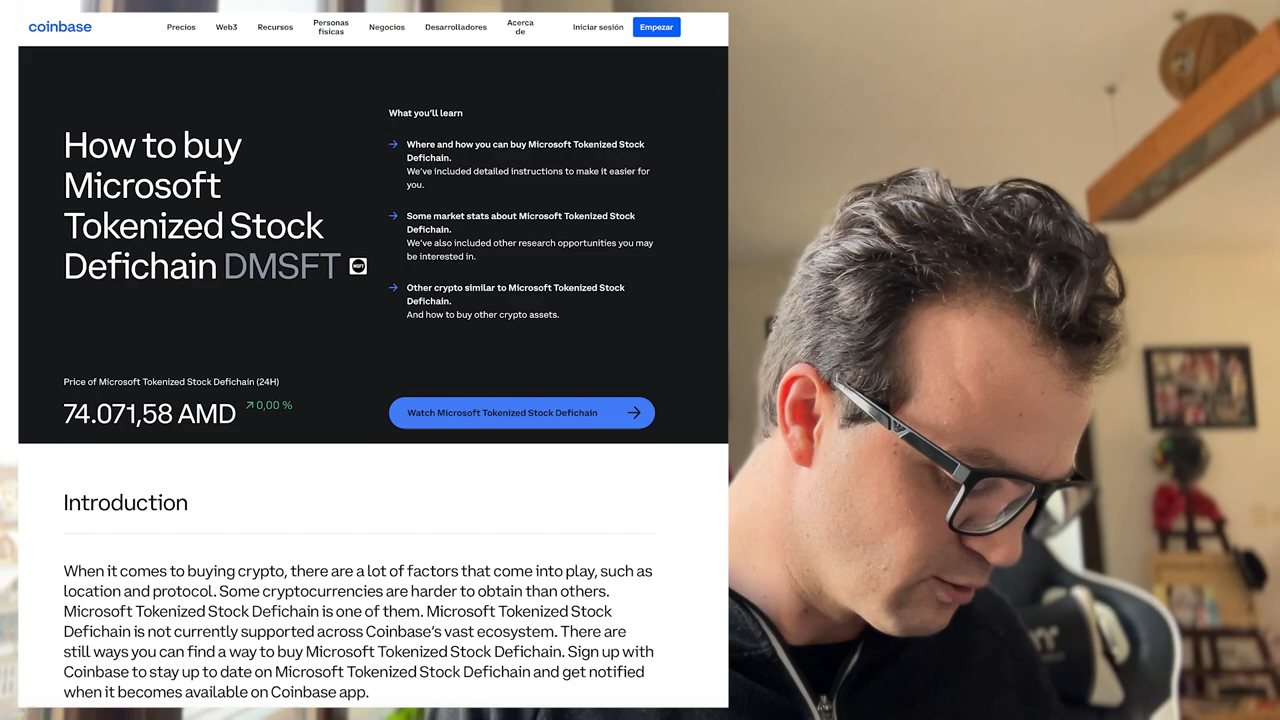 coinbase
Precios
Web3
Recursos
Personas
físicas
Negocios
Desarrolladores
Acerca
de
Iniciar sesión
Empezar
How to buy
Microsoft
Tokenized Stock
Defichain DMSFT
MSFT
Price of Microsoft Tokenized Stock Defichain (24H)
74.071,58 AMD
0,00 %
What you'll learn
Where and how you can buy Microsoft Tokenized Stock
Defichain.
We've included detailed instructions to make it easier for
you.
Some market stats about Microsoft Tokenized Stock
Defichain.
We've also included other research opportunities you may
be interested in.
Other crypto similar to Microsoft Tokenized Stock
Defichain.
And how to buy other crypto assets.
Watch Microsoft Tokenized Stock Defichain
Introduction
When it comes to buying crypto, there are a lot of factors that come into play, such as
location and protocol. Some cryptocurrencies are harder to obtain than others.
Microsoft Tokenized Stock Defichain is one of them. Microsoft Tokenized Stock
Defichain is not currently supported across Coinbase's vast ecosystem. There are
still ways you can find a way to buy Microsoft Tokenized Stock Defichain. Sign up with
Coinbase to stay up to date on Microsoft Tokenized Stock Defichain and get notified
when it becomes available on Coinbase app.